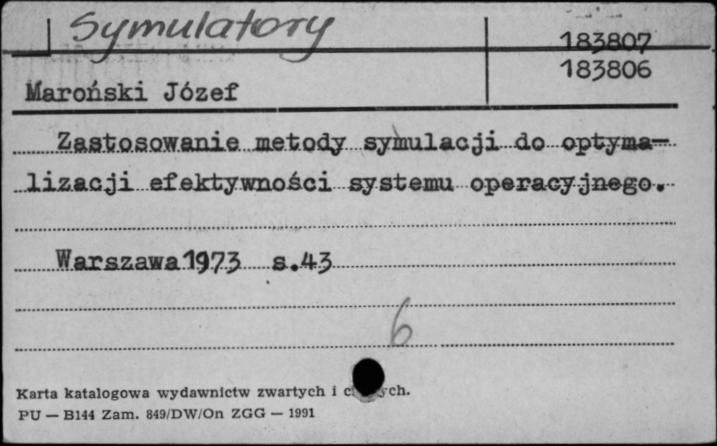 Symulatory
183807
183806
Maroński Józef
Zastosowanie metody symulacji do optyma-
lizacji efektywności systemu operacyjnego.
Warszawa 1973 s.43
6
Karta katalogowa wydawnictw zwartych i
PU — B144 Zam. 849/DW/On ZGG — 1991